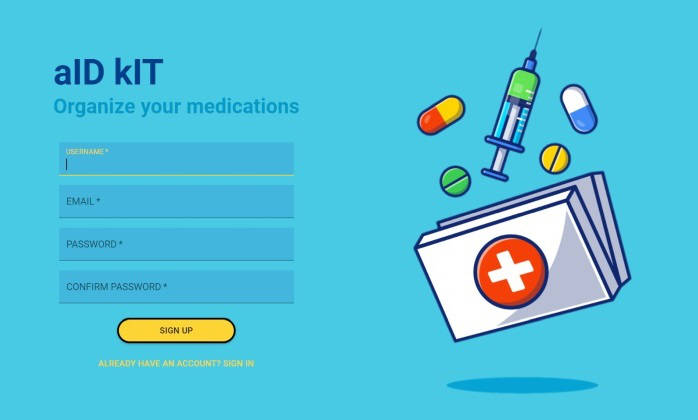 aID kIT
Organize your medications
USERNAME *
EMAIL *
PASSWORD *
CONFIRM PASSWORD *
SIGN UP
ALREADY HAVE AN ACCOUNT? SIGN IN